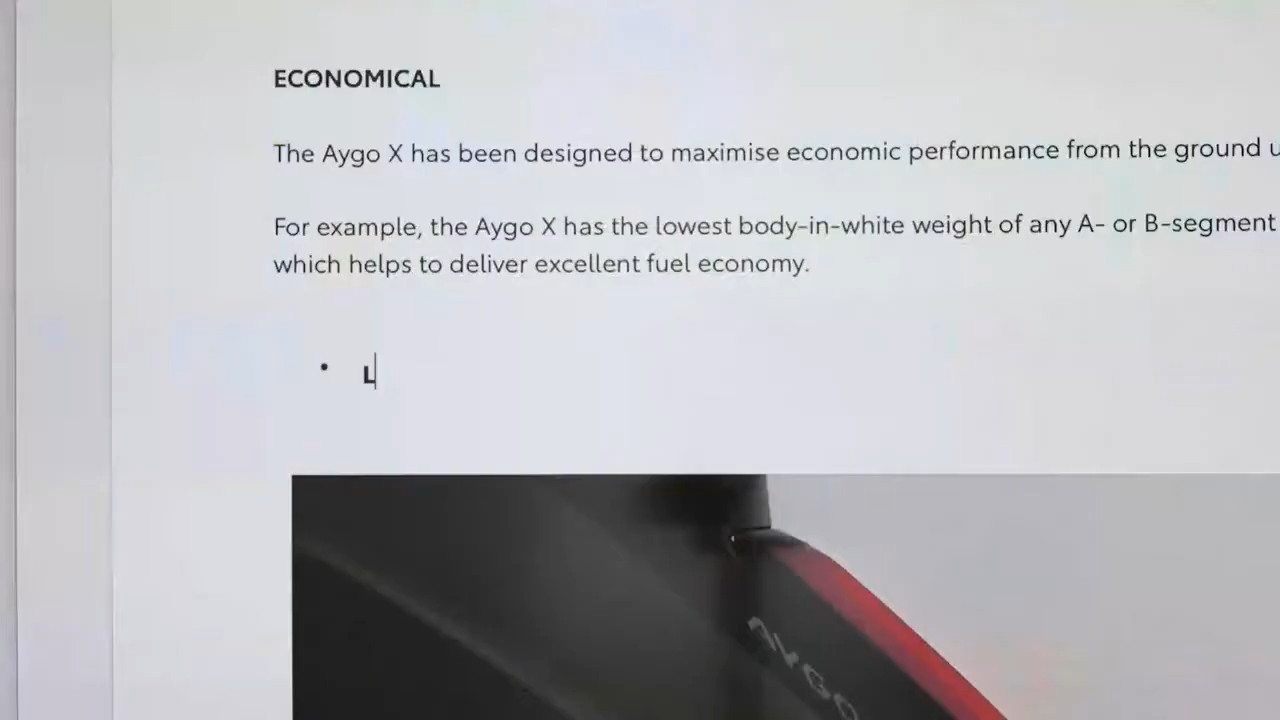 ECONOMICAL
The Aygo X has been designed to maximise economic performance from the ground u
For example, the Aygo X has the lowest body-in-white weight of any A- or B-segment
which helps to deliver excellent fuel economy.
• L
AYGO